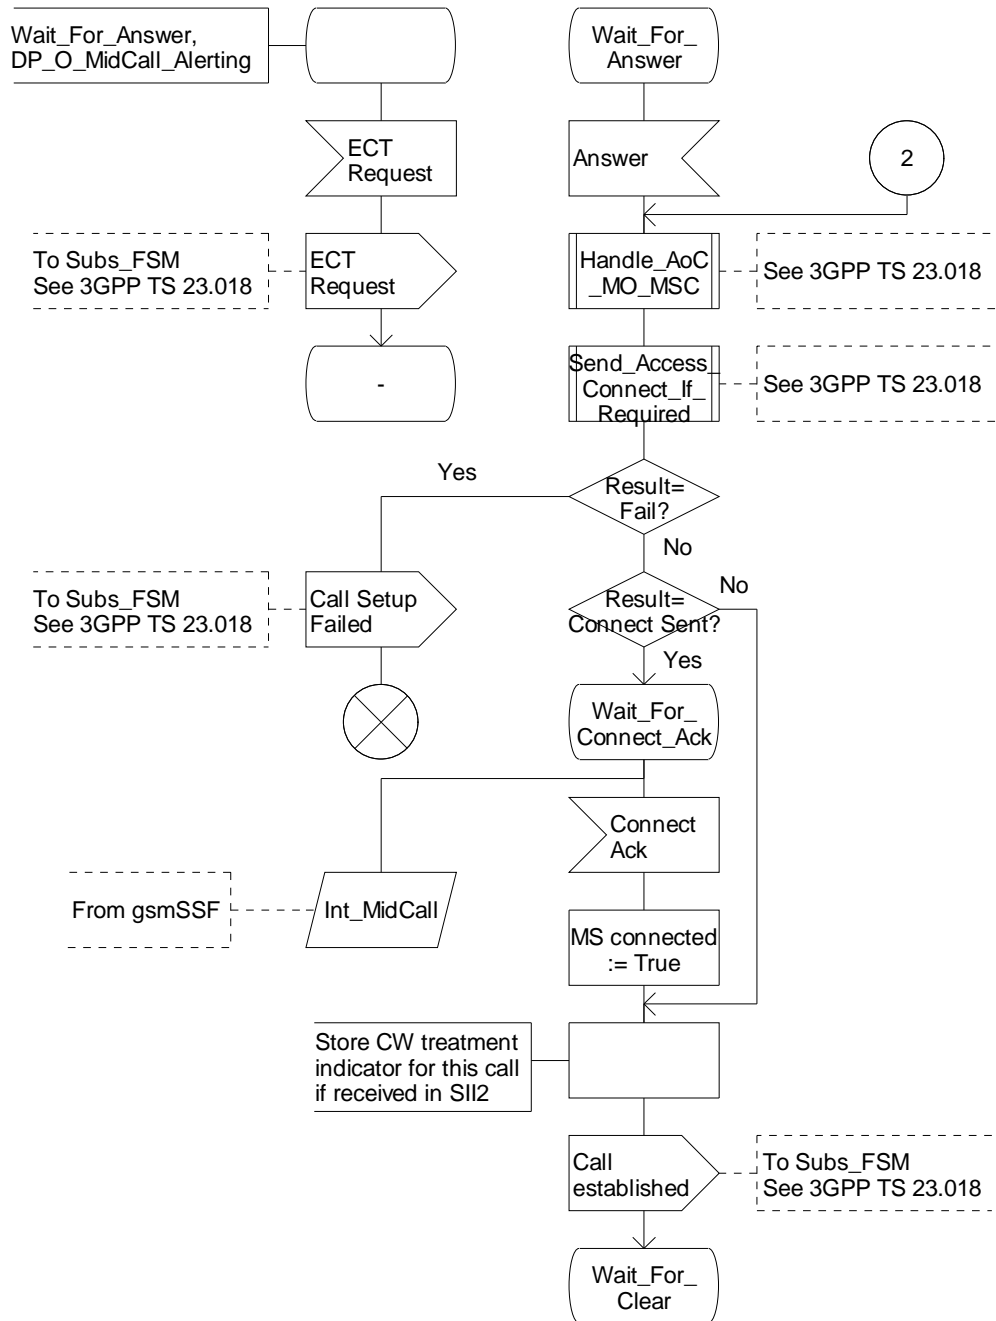 Wait_For_Answer,
DP_O_MidCall_Alerting
Wait_For_
Answer
ECT
Request
Answer
2
To Subs_FSM
See 3GPP TS 23.018
ECT
Request
Handle_AoC
_MO_MSC
See 3GPP TS 23.018
-
Send_Access_
Connect_If_
Required
See 3GPP TS 23.018
Yes
Result=
Fail?
No
To Subs_FSM
See 3GPP TS 23.018
Call Setup
Failed
Result=
Connect Sent?
No
Yes
Wait_For_
Connect_Ack
Connect
Ack
From gsmSSF
Int_MidCall
MS connected
:= True
Store CW treatment
indicator for this call
if received in SII2
Call
established
To Subs_FSM
See 3GPP TS 23.018
Wait_For_
Clear